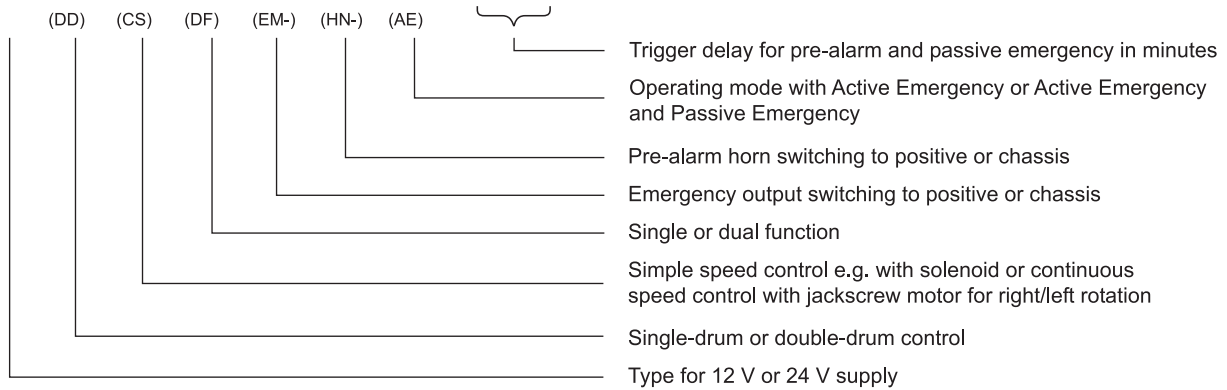 (DD) (CS) (DF) (EM-) (HN-) (AE)
Trigger delay for pre-alarm and passive emergency in minutes
Operating mode with Active Emergency or Active Emergency
and Passive Emergency
Pre-alarm horn switching to positive or chassis
Emergency output switching to positive or chassis
Single or dual function
Simple speed control e.g. with solenoid or continuous
speed control with jackscrew motor for right/left rotation
Single-drum or double-drum control
Type for 12 V or 24 V supply